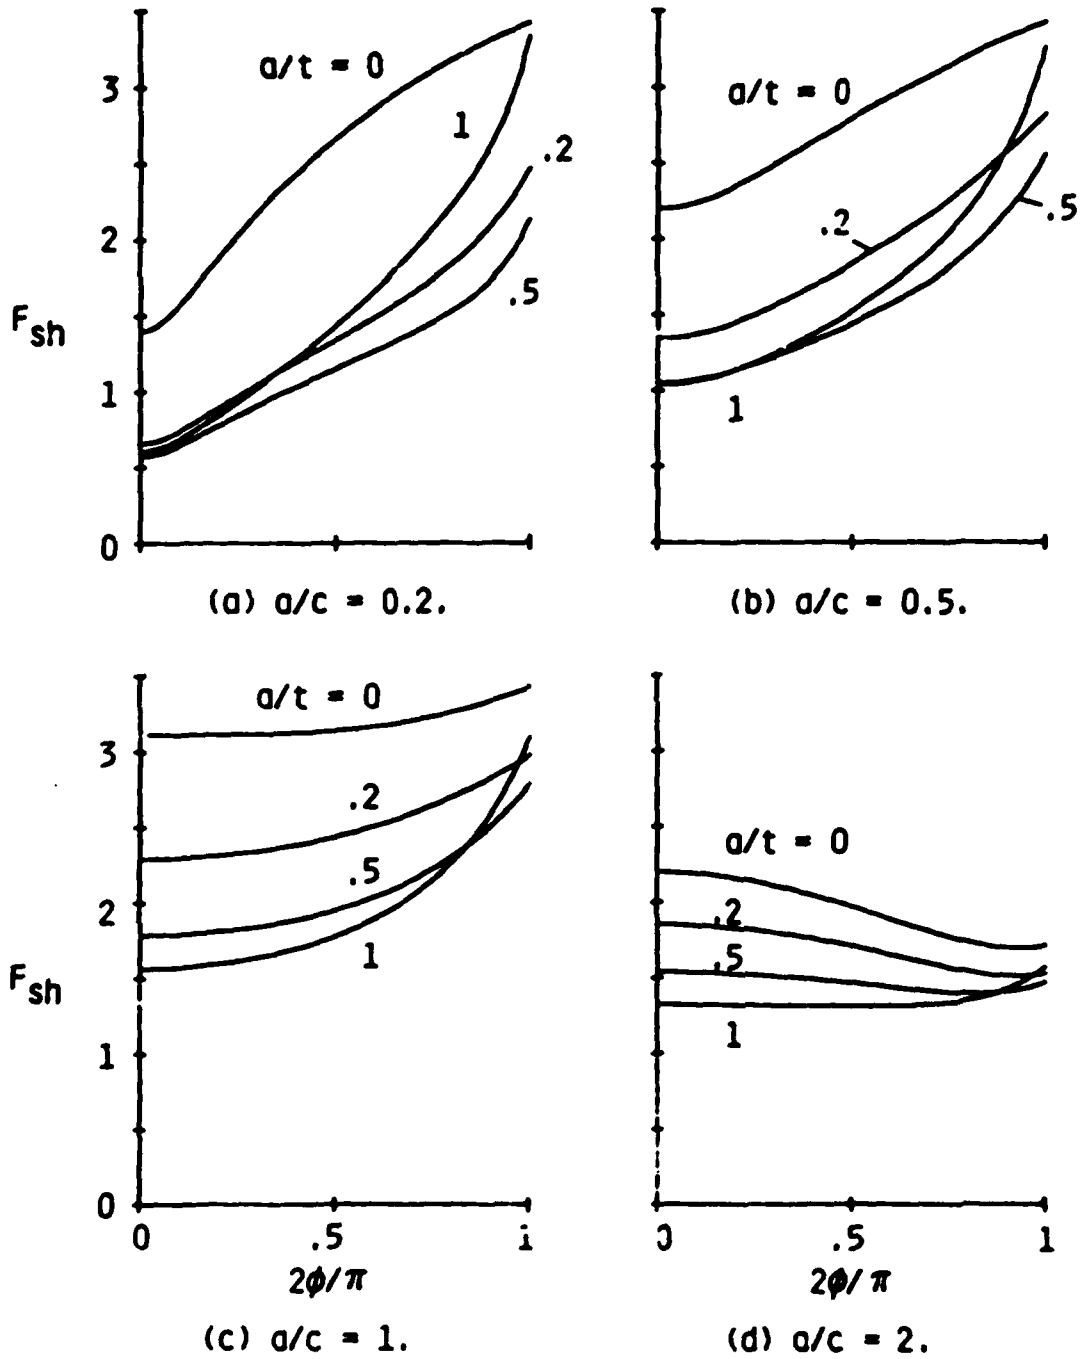 a/t = 0
3
1
.2
2
.5
F_sh
1
0
(a) a/c = 0.2.
a/t = 0
.2
.5
1
(b) a/c = 0.5.
a/t = 0
3
.2
.5
2
1
F_sh
1
0
0
.5
1
2φ/π
(c) a/c = 1.
a/t = 0
.2
.5
1
0
.5
1
2φ/π
(d) a/c = 2.